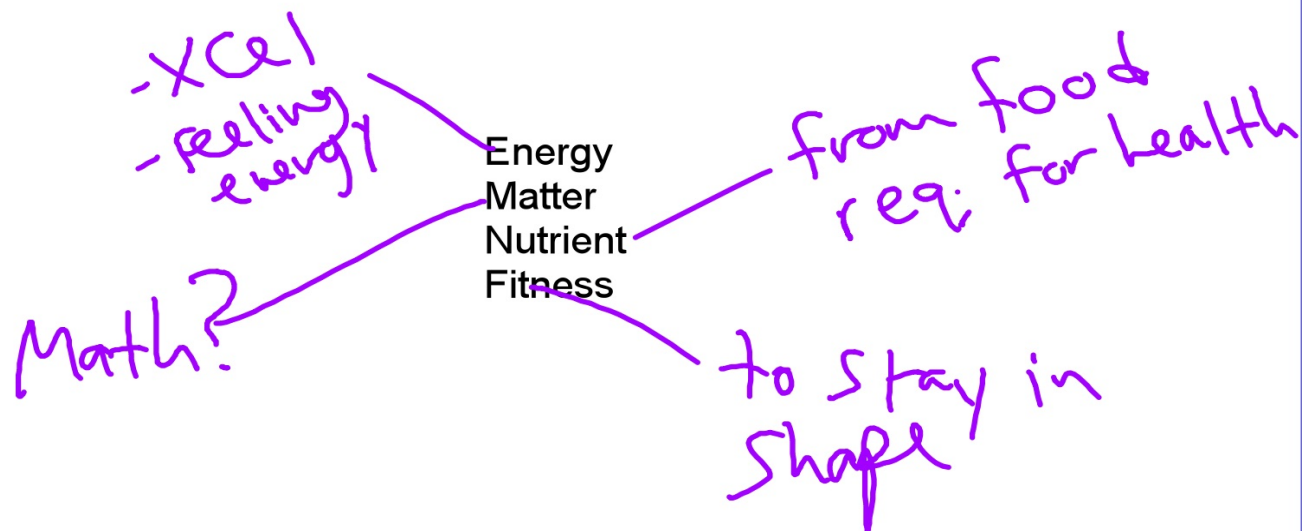 -XCel
-feeling
energy
Energy
Matter
Nutrient
Fitness
from food
req. for health
Math?
to stay in
shape